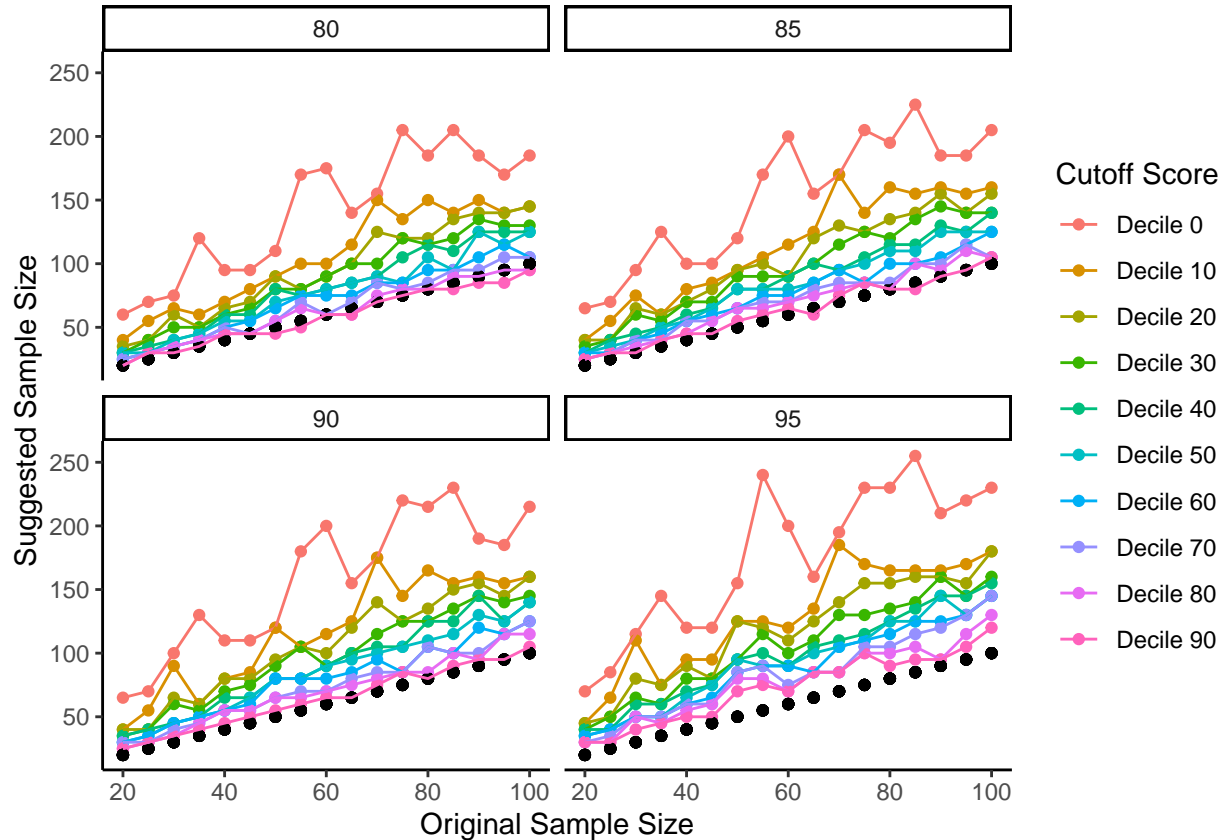 80
85
250
200
150
100
50
90
95
250
200
150
100
50
20
40
60
80
100
20
40
60
80
100
Original Sample Size
Suggested Sample Size
Cutoff Score
Decile 0
Decile 10
Decile 20
Decile 30
Decile 40
Decile 50
Decile 60
Decile 70
Decile 80
Decile 90